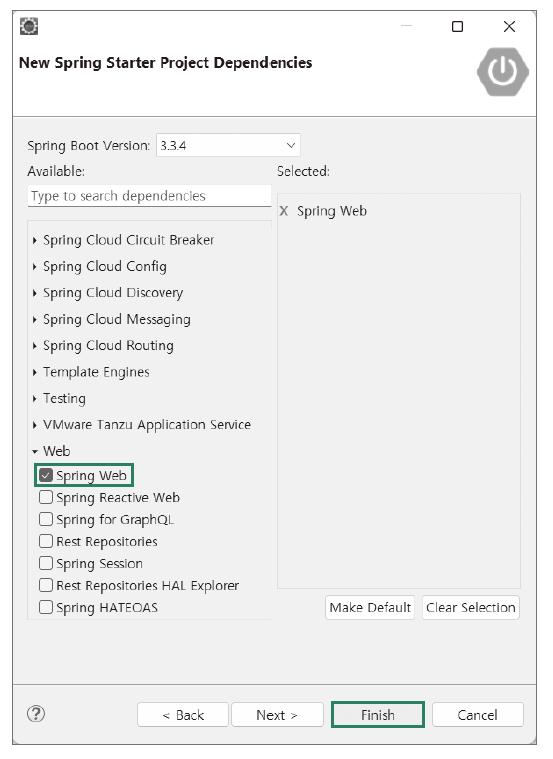 New Spring Starter Project Dependencies
Spring Boot Version: 3.3.4
Available:
Selected:
Type to search dependencies
X Spring Web
Spring Cloud Circuit Breaker
Spring Cloud Config
Spring Cloud Discovery
Spring Cloud Messaging
Spring Cloud Routing
Template Engines
Testing
VMware Tanzu Application Service
Web
Spring Web
Spring Reactive Web
Spring for GraphQL
Rest Repositories
Spring Session
Rest Repositories HAL Explorer
Spring HATEOAS
Make Default
Clear Selection
?
< Back
Next >
Finish
Cancel